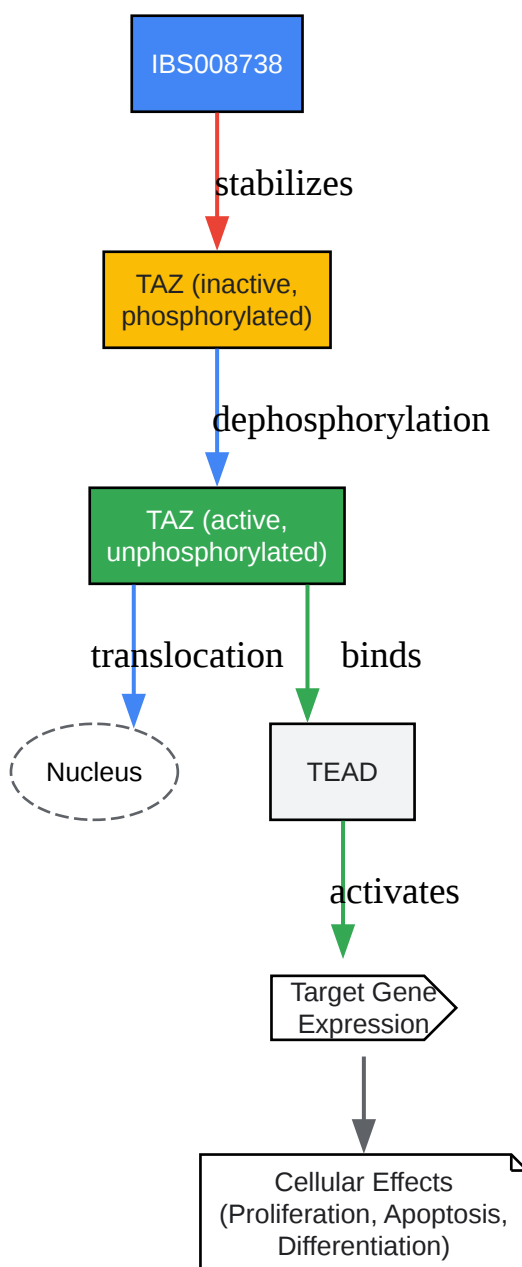 IBS008738
stabilizes
TAZ (inactive,
phosphorylated)
dephosphorylation
TAZ (active,
unphosphorylated)
translocation
binds
Nucleus
TEAD
activates
Target Gene
Expression
Cellular Effects
(Proliferation, Apoptosis,
Differentiation)